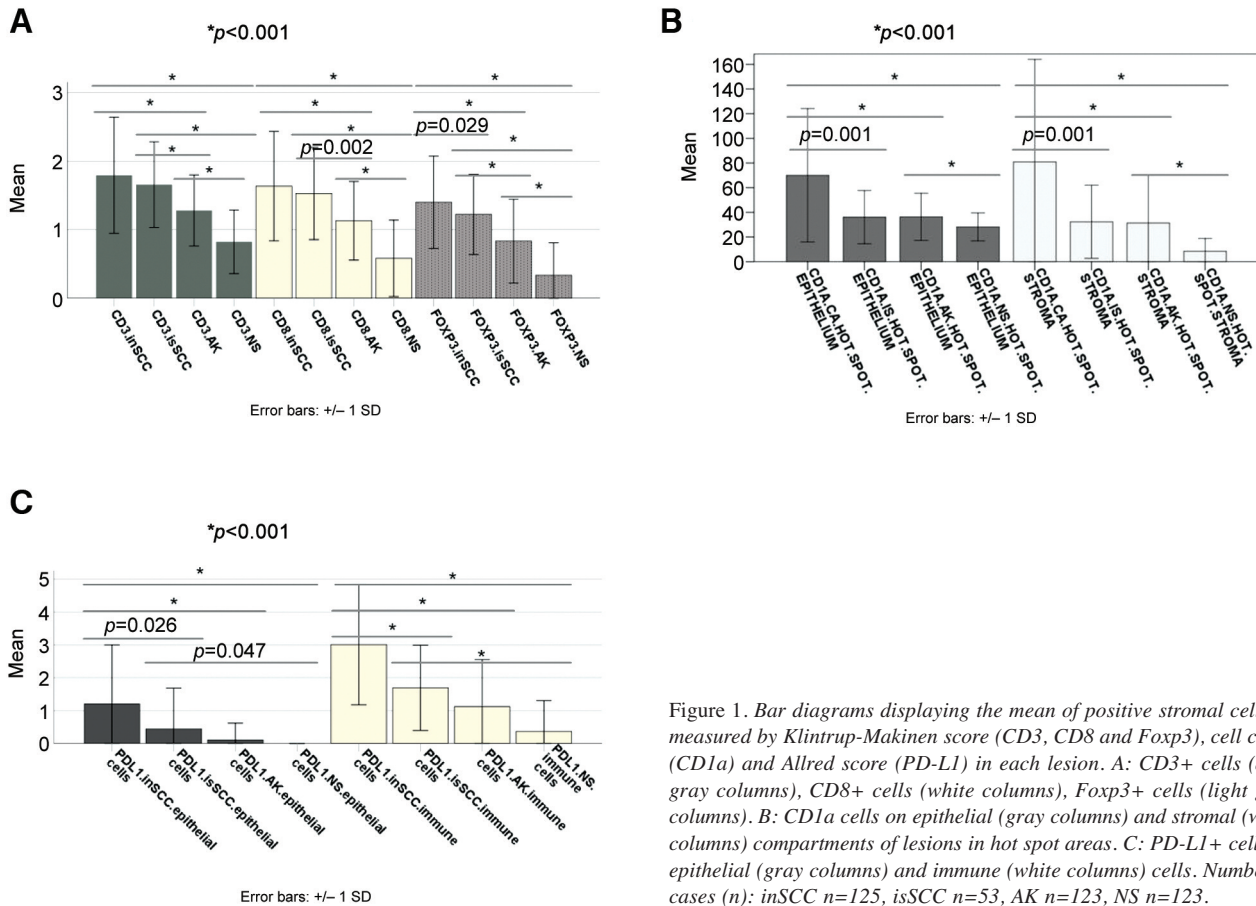 A
*p<0.001
*
*
*
*
*
*
*
*
*
*
*
*
p=0.029
p=0.002
*
*
*
3
2
1
0
Mean
CD3.inSCC
CD3.isSCC
CD3.AK
CD3.NS
CD8.inSCC
CD8.isSCC
CD8.AK
CD8.NS
FOXP3.inSCC
FOXP3.isSCC
FOXP3.AK
FOXP3.NS
Error bars: +/– 1 SD
B
*p<0.001
*
*
*
*
p=0.001
p=0.001
*
*
160
140
120
100
80
60
40
20
0
Mean
CD1A.CA.HOT.SPOT.
EPITHELIUM
CD1A.IS.HOT.SPOT.
EPITHELIUM
CD1A.AK.HOT.SPOT.
EPITHELIUM
CD1A.NS.HOT.SPOT.
EPITHELIUM
CD1A.CA.HOT.SPOT.
STROMA
CD1A.IS.HOT.SPOT.
STROMA
CD1A.AK.HOT.SPOT.
STROMA
CD1A.NS.HOT.
SPOT.STROMA
Error bars: +/– 1 SD
C
*p<0.001
*
*
*
*
p=0.026
*
p=0.047
*
5
4
3
2
1
0
Mean
PDL1.inSCC.epithelial
cells
PDL1.isSCC.epithelial
cells
PDL1.AK.epithelial
cells
PDL1.NS.epithelial
cells
PDL1.inSCC.immune
cells
PDL1.isSCC.immune
cells
PDL1.AK.immune
cells
PDL1.NS.
immune
cells
Error bars: +/– 1 SD
Figure 1. Bar diagrams displaying the mean of positive stromal cel
measured by Klintrup-Makinen score (CD3, CD8 and Foxp3), cell c
(CD1a) and Allred score (PD-L1) in each lesion. A: CD3+ cells (
gray columns), CD8+ cells (white columns), Foxp3+ cells (light
columns). B: CD1a cells on epithelial (gray columns) and stromal (w
columns) compartments of lesions in hot spot areas. C: PD-L1+ cel
epithelial (gray columns) and immune (white columns) cells. Numbe
cases (n): inSCC n=125, isSCC n=53, AK n=123, NS n=123.